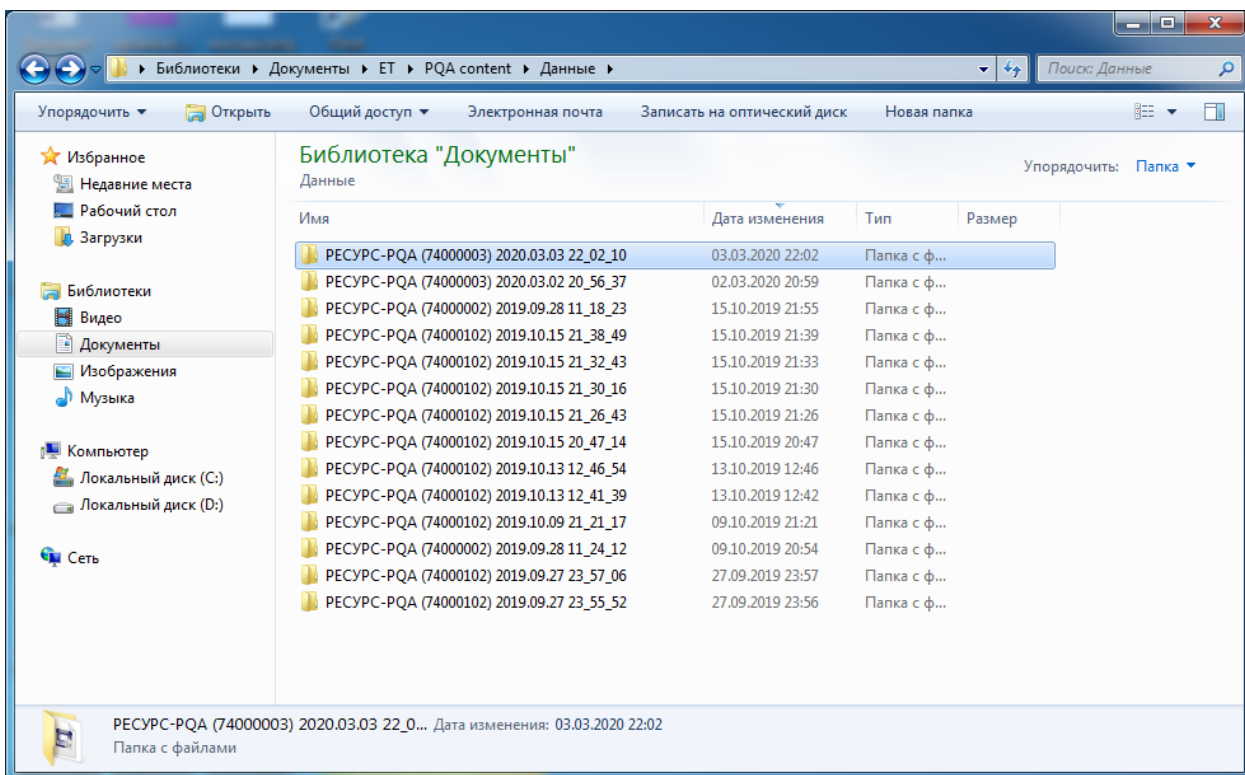 Библиотеки ▸ Документы ▸ ET ▸ PQA content ▸ Данные ▸
Поиск: Данные
Упорядочить ▾ Открыть Общий доступ ▾ Электронная почта Записать на оптический диск Новая папка
Избранное
Недавние места
Рабочий стол
Загрузки
Библиотеки
Видео
Документы
Изображения
Музыка
Компьютер
Локальный диск (C:)
Локальный диск (D:)
Сеть
Библиотека "Документы"
Данные
Упорядочить: Папка ▾
Имя Дата изменения Тип Размер
РЕСУРС-PQA (74000003) 2020.03.03 22_02_10 03.03.2020 22:02 Папка с ф...
РЕСУРС-PQA (74000003) 2020.03.02 20_56_37 02.03.2020 20:59 Папка с ф...
РЕСУРС-PQA (74000002) 2019.09.28 11_18_23 15.10.2019 21:55 Папка с ф...
РЕСУРС-PQA (74000102) 2019.10.15 21_38_49 15.10.2019 21:39 Папка с ф...
РЕСУРС-PQA (74000102) 2019.10.15 21_32_43 15.10.2019 21:33 Папка с ф...
РЕСУРС-PQA (74000102) 2019.10.15 21_30_16 15.10.2019 21:30 Папка с ф...
РЕСУРС-PQA (74000102) 2019.10.15 21_26_43 15.10.2019 21:26 Папка с ф...
РЕСУРС-PQA (74000102) 2019.10.15 20_47_14 15.10.2019 20:47 Папка с ф...
РЕСУРС-PQA (74000102) 2019.10.13 12_46_54 13.10.2019 12:46 Папка с ф...
РЕСУРС-PQA (74000102) 2019.10.13 12_41_39 13.10.2019 12:42 Папка с ф...
РЕСУРС-PQA (74000102) 2019.10.09 21_21_17 09.10.2019 21:21 Папка с ф...
РЕСУРС-PQA (74000002) 2019.09.28 11_24_12 09.10.2019 20:54 Папка с ф...
РЕСУРС-PQA (74000102) 2019.09.27 23_57_06 27.09.2019 23:57 Папка с ф...
РЕСУРС-PQA (74000102) 2019.09.27 23_55_52 27.09.2019 23:56 Папка с ф...
РЕСУРС-PQA (74000003) 2020.03.03 22_0... Дата изменения: 03.03.2020 22:02
Папка с файлами